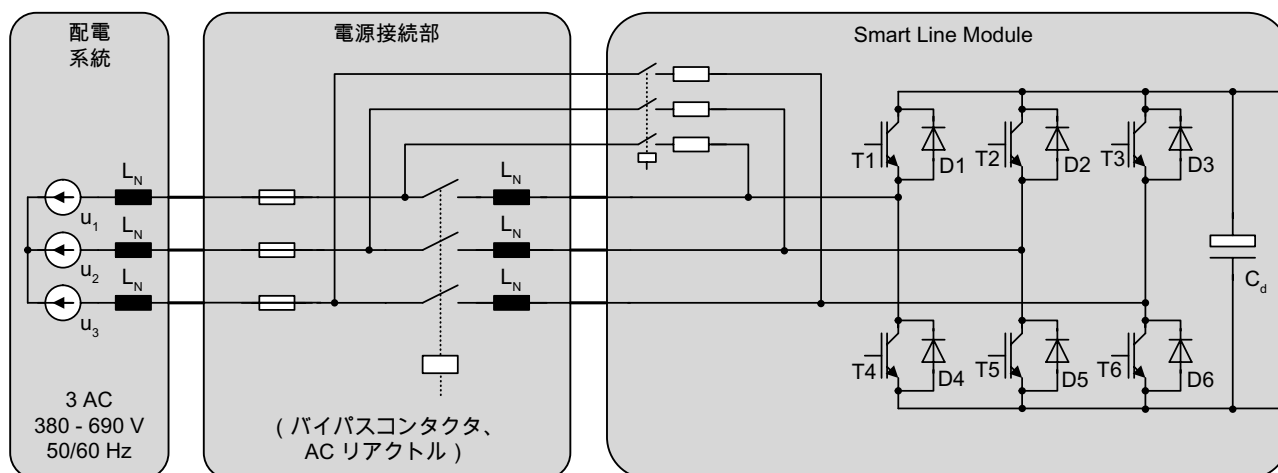 配電
系統
電源接続部
Smart Line Module
T1
D1
T2
D2
T3
D3
L_N
L_N
u_1
L_N
L_N
u_2
L_N
L_N
u_3
C_d
T4
D4
T5
D5
T6
D6
3 AC
380 - 690 V
50/60 Hz
( バイパスコンタクタ、
AC リアクトル )